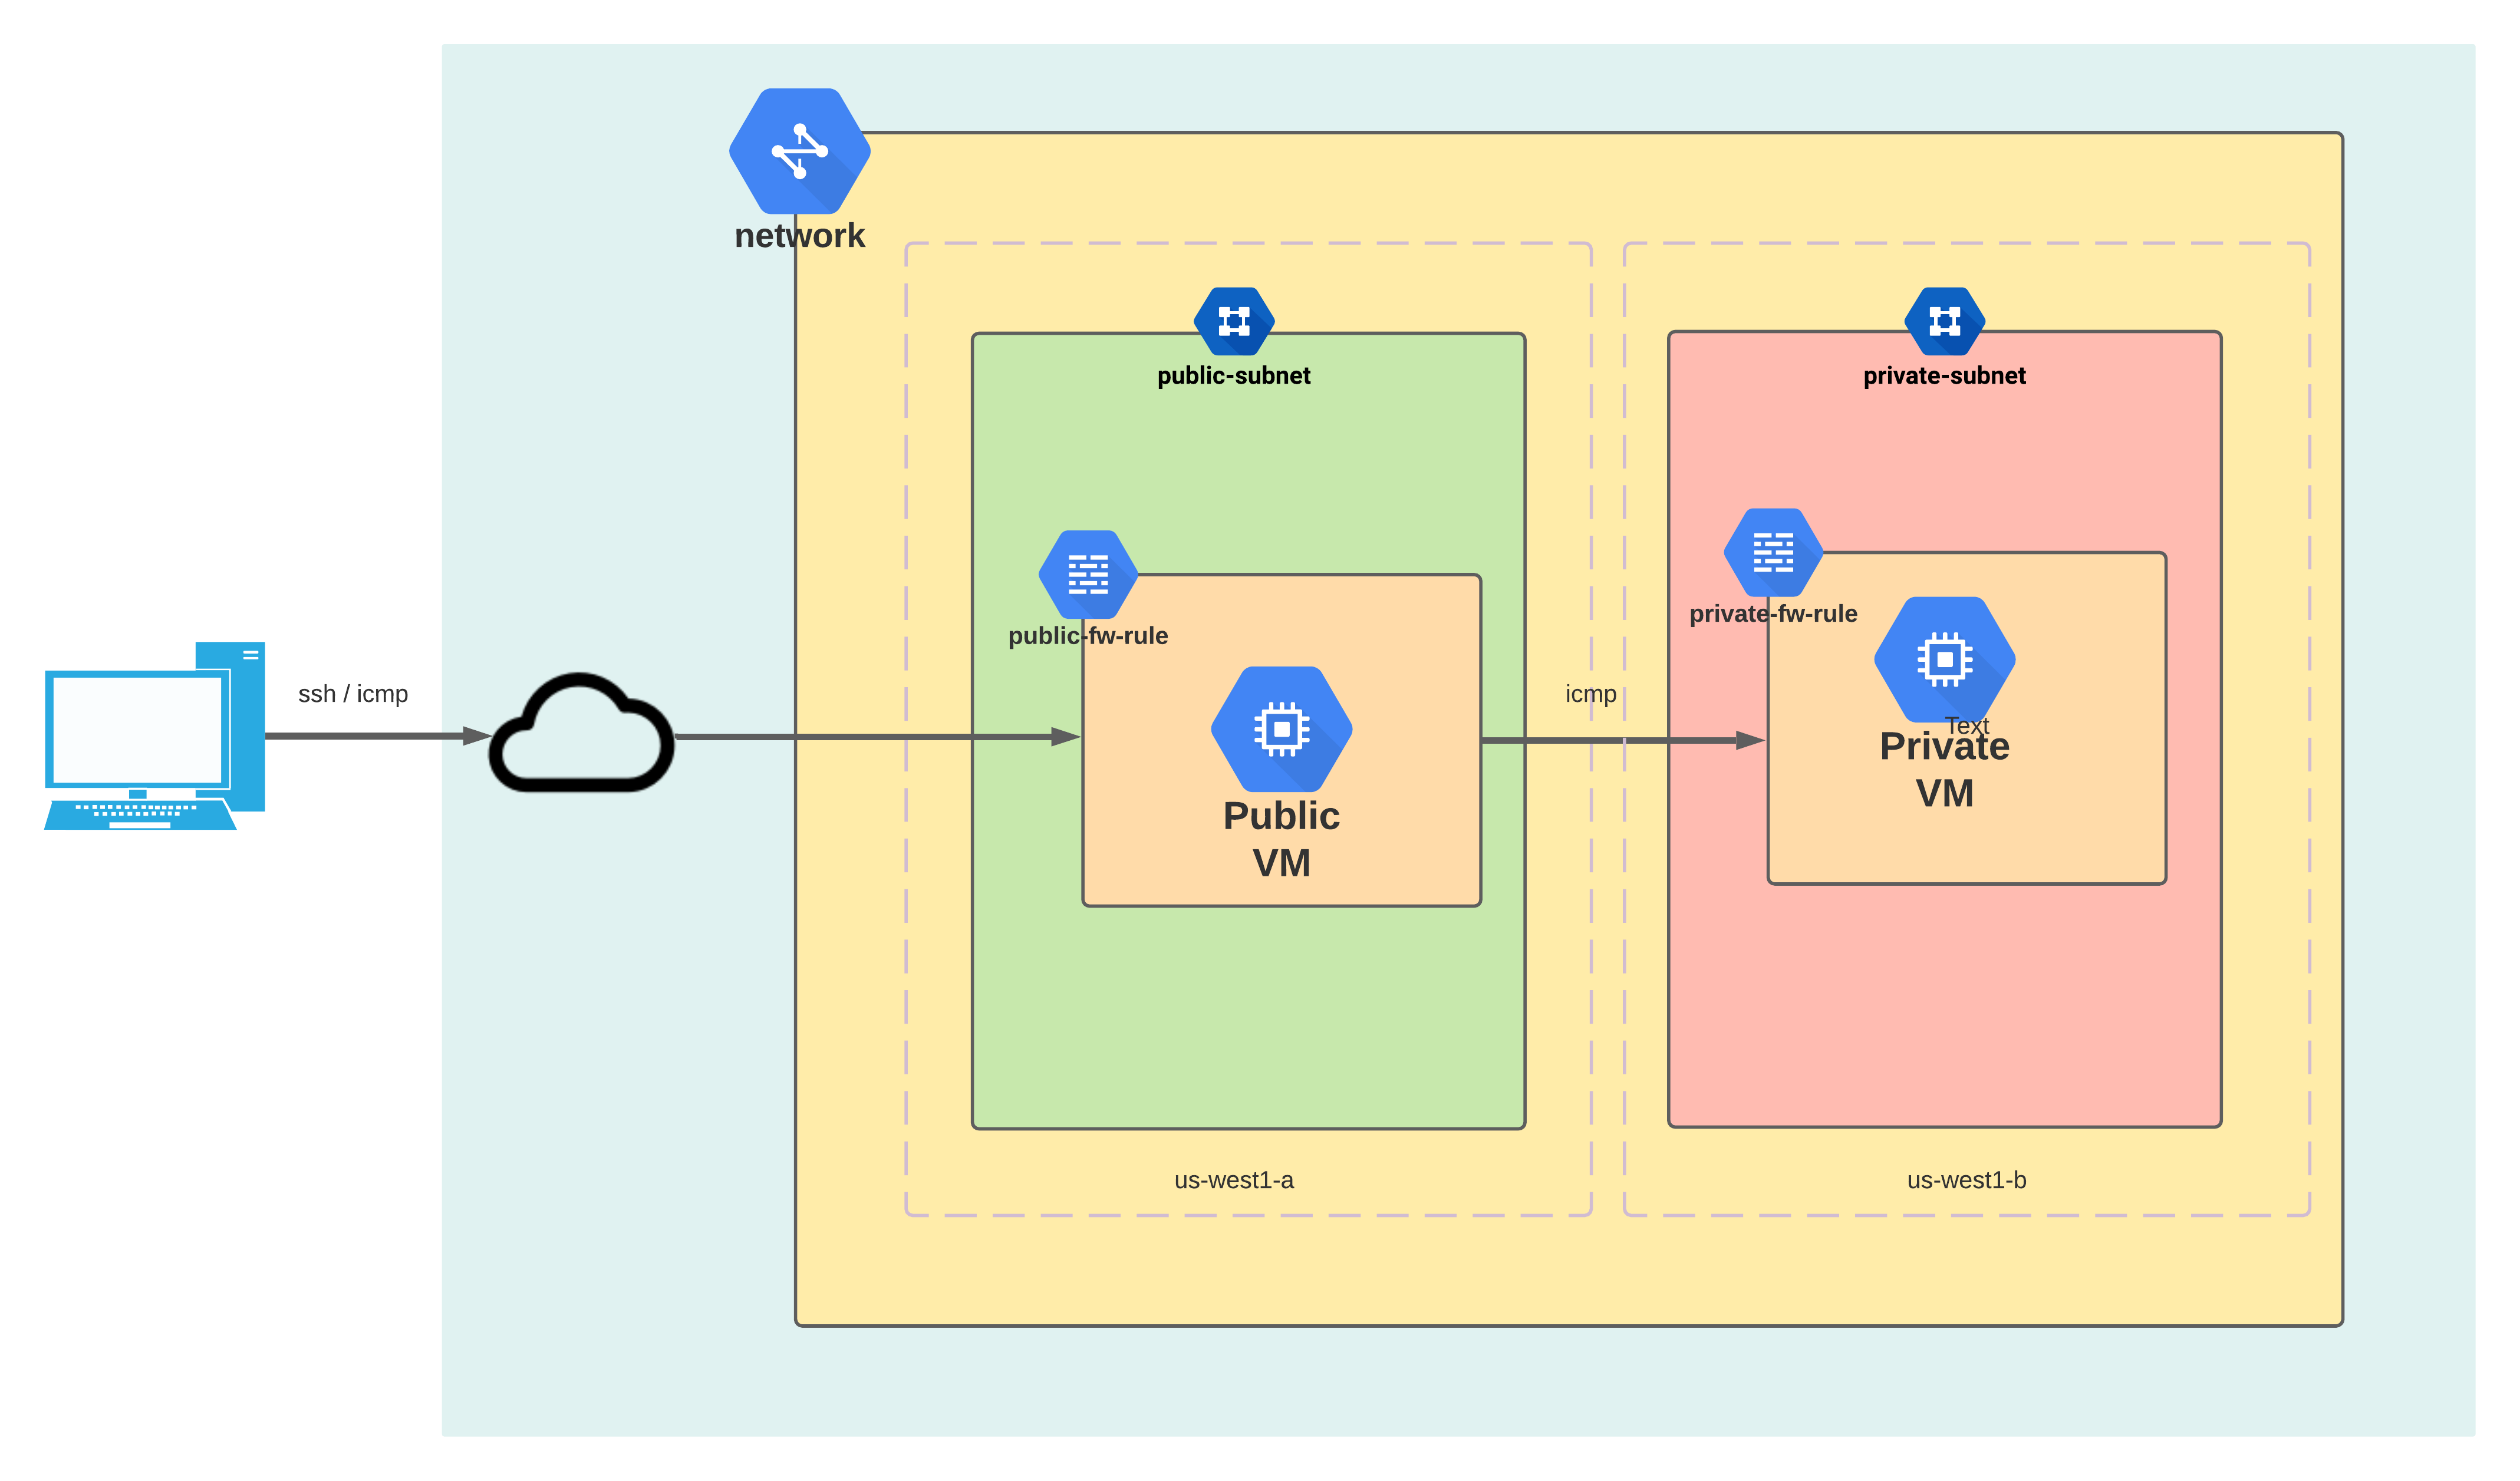 network
public-subnet
private-subnet
public-fw-rule
private-fw-rule
ssh / icmp
icmp
Text
Private
VM
Public
VM
us-west1-a
us-west1-b